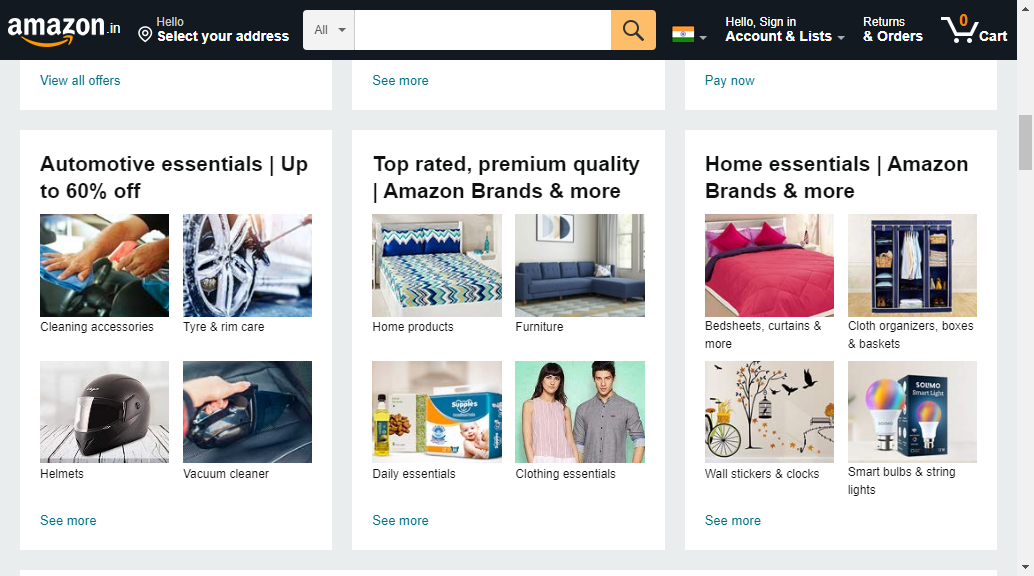 amazon.in
Hello
Select your address
All
Hello, Sign in
Account & Lists
Returns
& Orders
0
Cart
View all offers
See more
Pay now
Automotive essentials | Up
to 60% off
Cleaning accessories
Tyre & rim care
Helmets
Vacuum cleaner
See more
Top rated, premium quality
| Amazon Brands & more
Home products
Furniture
Supples
Daily essentials
Clothing essentials
See more
Home essentials | Amazon
Brands & more
Bedsheets, curtains &
more
Cloth organizers, boxes
& baskets
Wall stickers & clocks
SOLIMO
Smart Light
SOLIMO
Smart bulbs & string
lights
See more